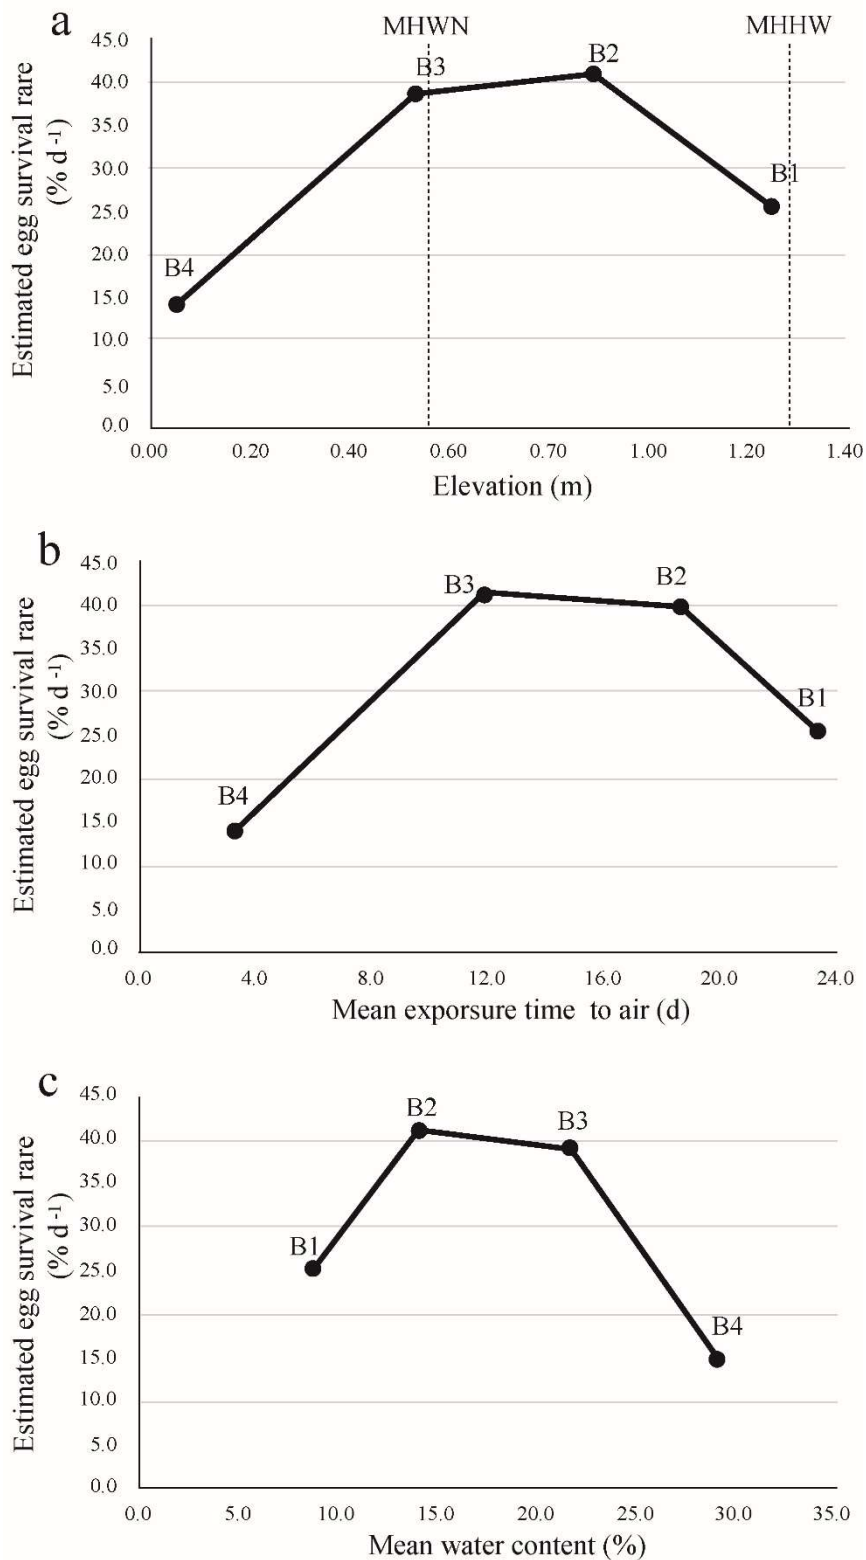 a
MHWN
MHHW
45.0
40.0
35.0
30.0
25.0
20.0
15.0
10.0
5.0
0.0
Estimated egg survival rare
(% d -1)
B4
B3
B2
B1
0.00 0.20 0.40 0.60 0.70 1.00 1.20 1.40
Elevation (m)
b
45.0
40.0
35.0
30.0
25.0
20.0
15.0
10.0
5.0
0.0
Estimated egg survival rare
(% d -1)
B4
B3
B2
B1
0.0 4.0 8.0 12.0 16.0 20.0 24.0
Mean exporsure time to air (d)
c
45.0
40.0
35.0
30.0
25.0
20.0
15.0
10.0
5.0
0.0
Estimated egg survival rare
(% d -1)
B1
B2
B3
B4
0.0 5.0 10.0 15.0 20.0 25.0 30.0 35.0
Mean water content (%)